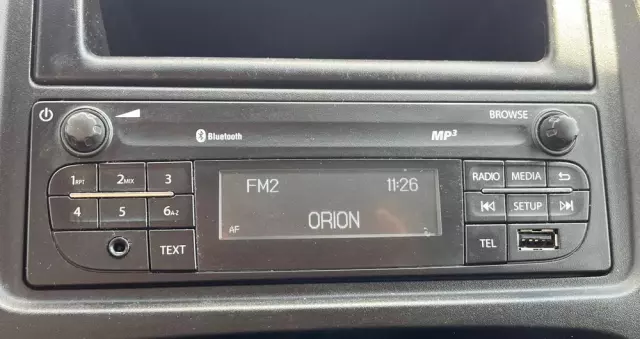 Bluetooth
MP3
BROWSE
1RPT
2MIX
3
4
5
6A-Z
TEXT
FM2
11:26
ORION
AF
RADIO
MEDIA
SETUP
TEL